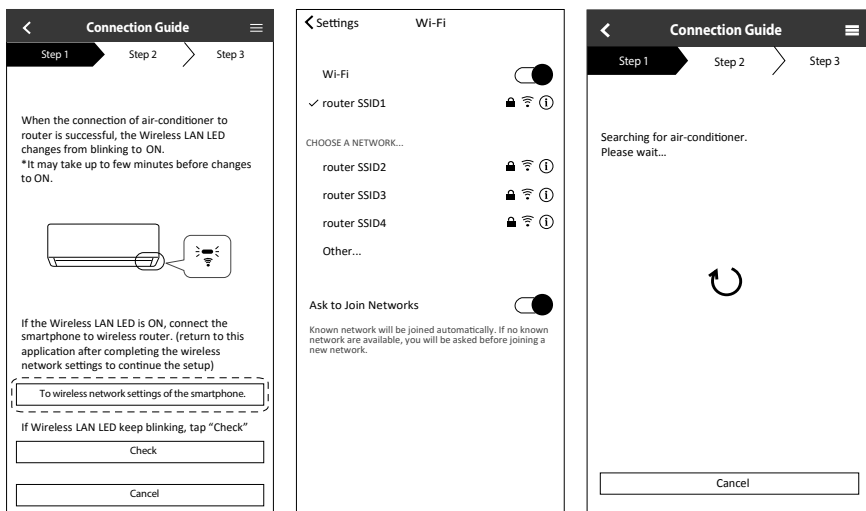 Connection Guide
Step 1
Step 2
Step 3
When the connection of air-conditioner to
router is successful, the Wireless LAN LED
changes from blinking to ON.
*It may take up to few minutes before changes
to ON.
If the Wireless LAN LED is ON, connect the
smartphone to wireless router. (return to this
application after completing the wireless
network settings to continue the setup)
To wireless network settings of the smartphone.
If Wireless LAN LED keep blinking, tap “Check”
Check
Cancel
Settings
Wi-Fi
Wi-Fi
router SSID1
CHOOSE A NETWORK...
router SSID2
router SSID3
router SSID4
Other...
Ask to Join Networks
Known network will be joined automatically. If no known
network are available, you will be asked before joining a
new network.
Connection Guide
Step 1
Step 2
Step 3
Searching for air-conditioner.
Please wait...
Cancel